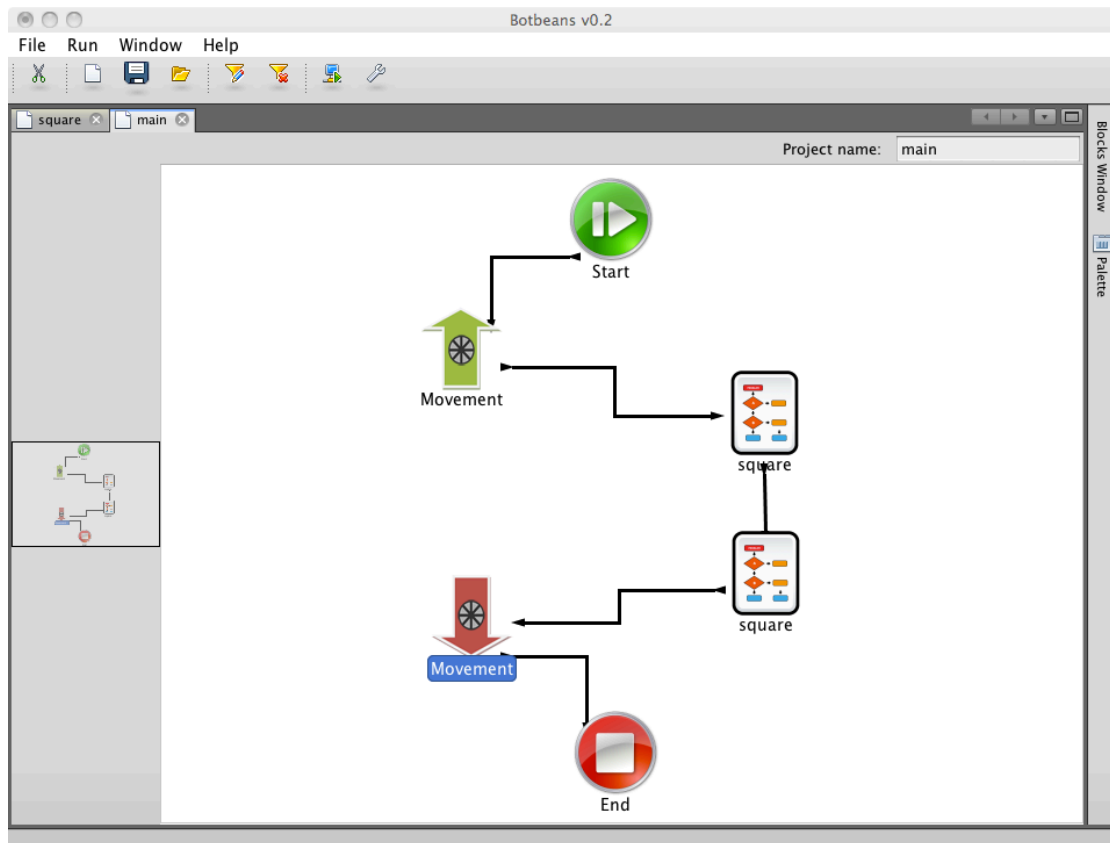 Botbeans v0.2
File Run Window Help
square main
Project name: main
Blocks Window
Palette
Start
Movement
square
square
Movement
End